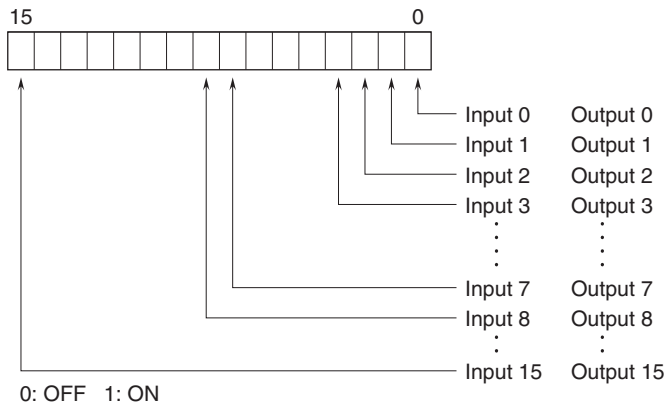 15 0
Input 0 Output 0
Input 1 Output 1
Input 2 Output 2
Input 3 Output 3
Input 7 Output 7
Input 8 Output 8
Input 15 Output 15
0: OFF 1: ON